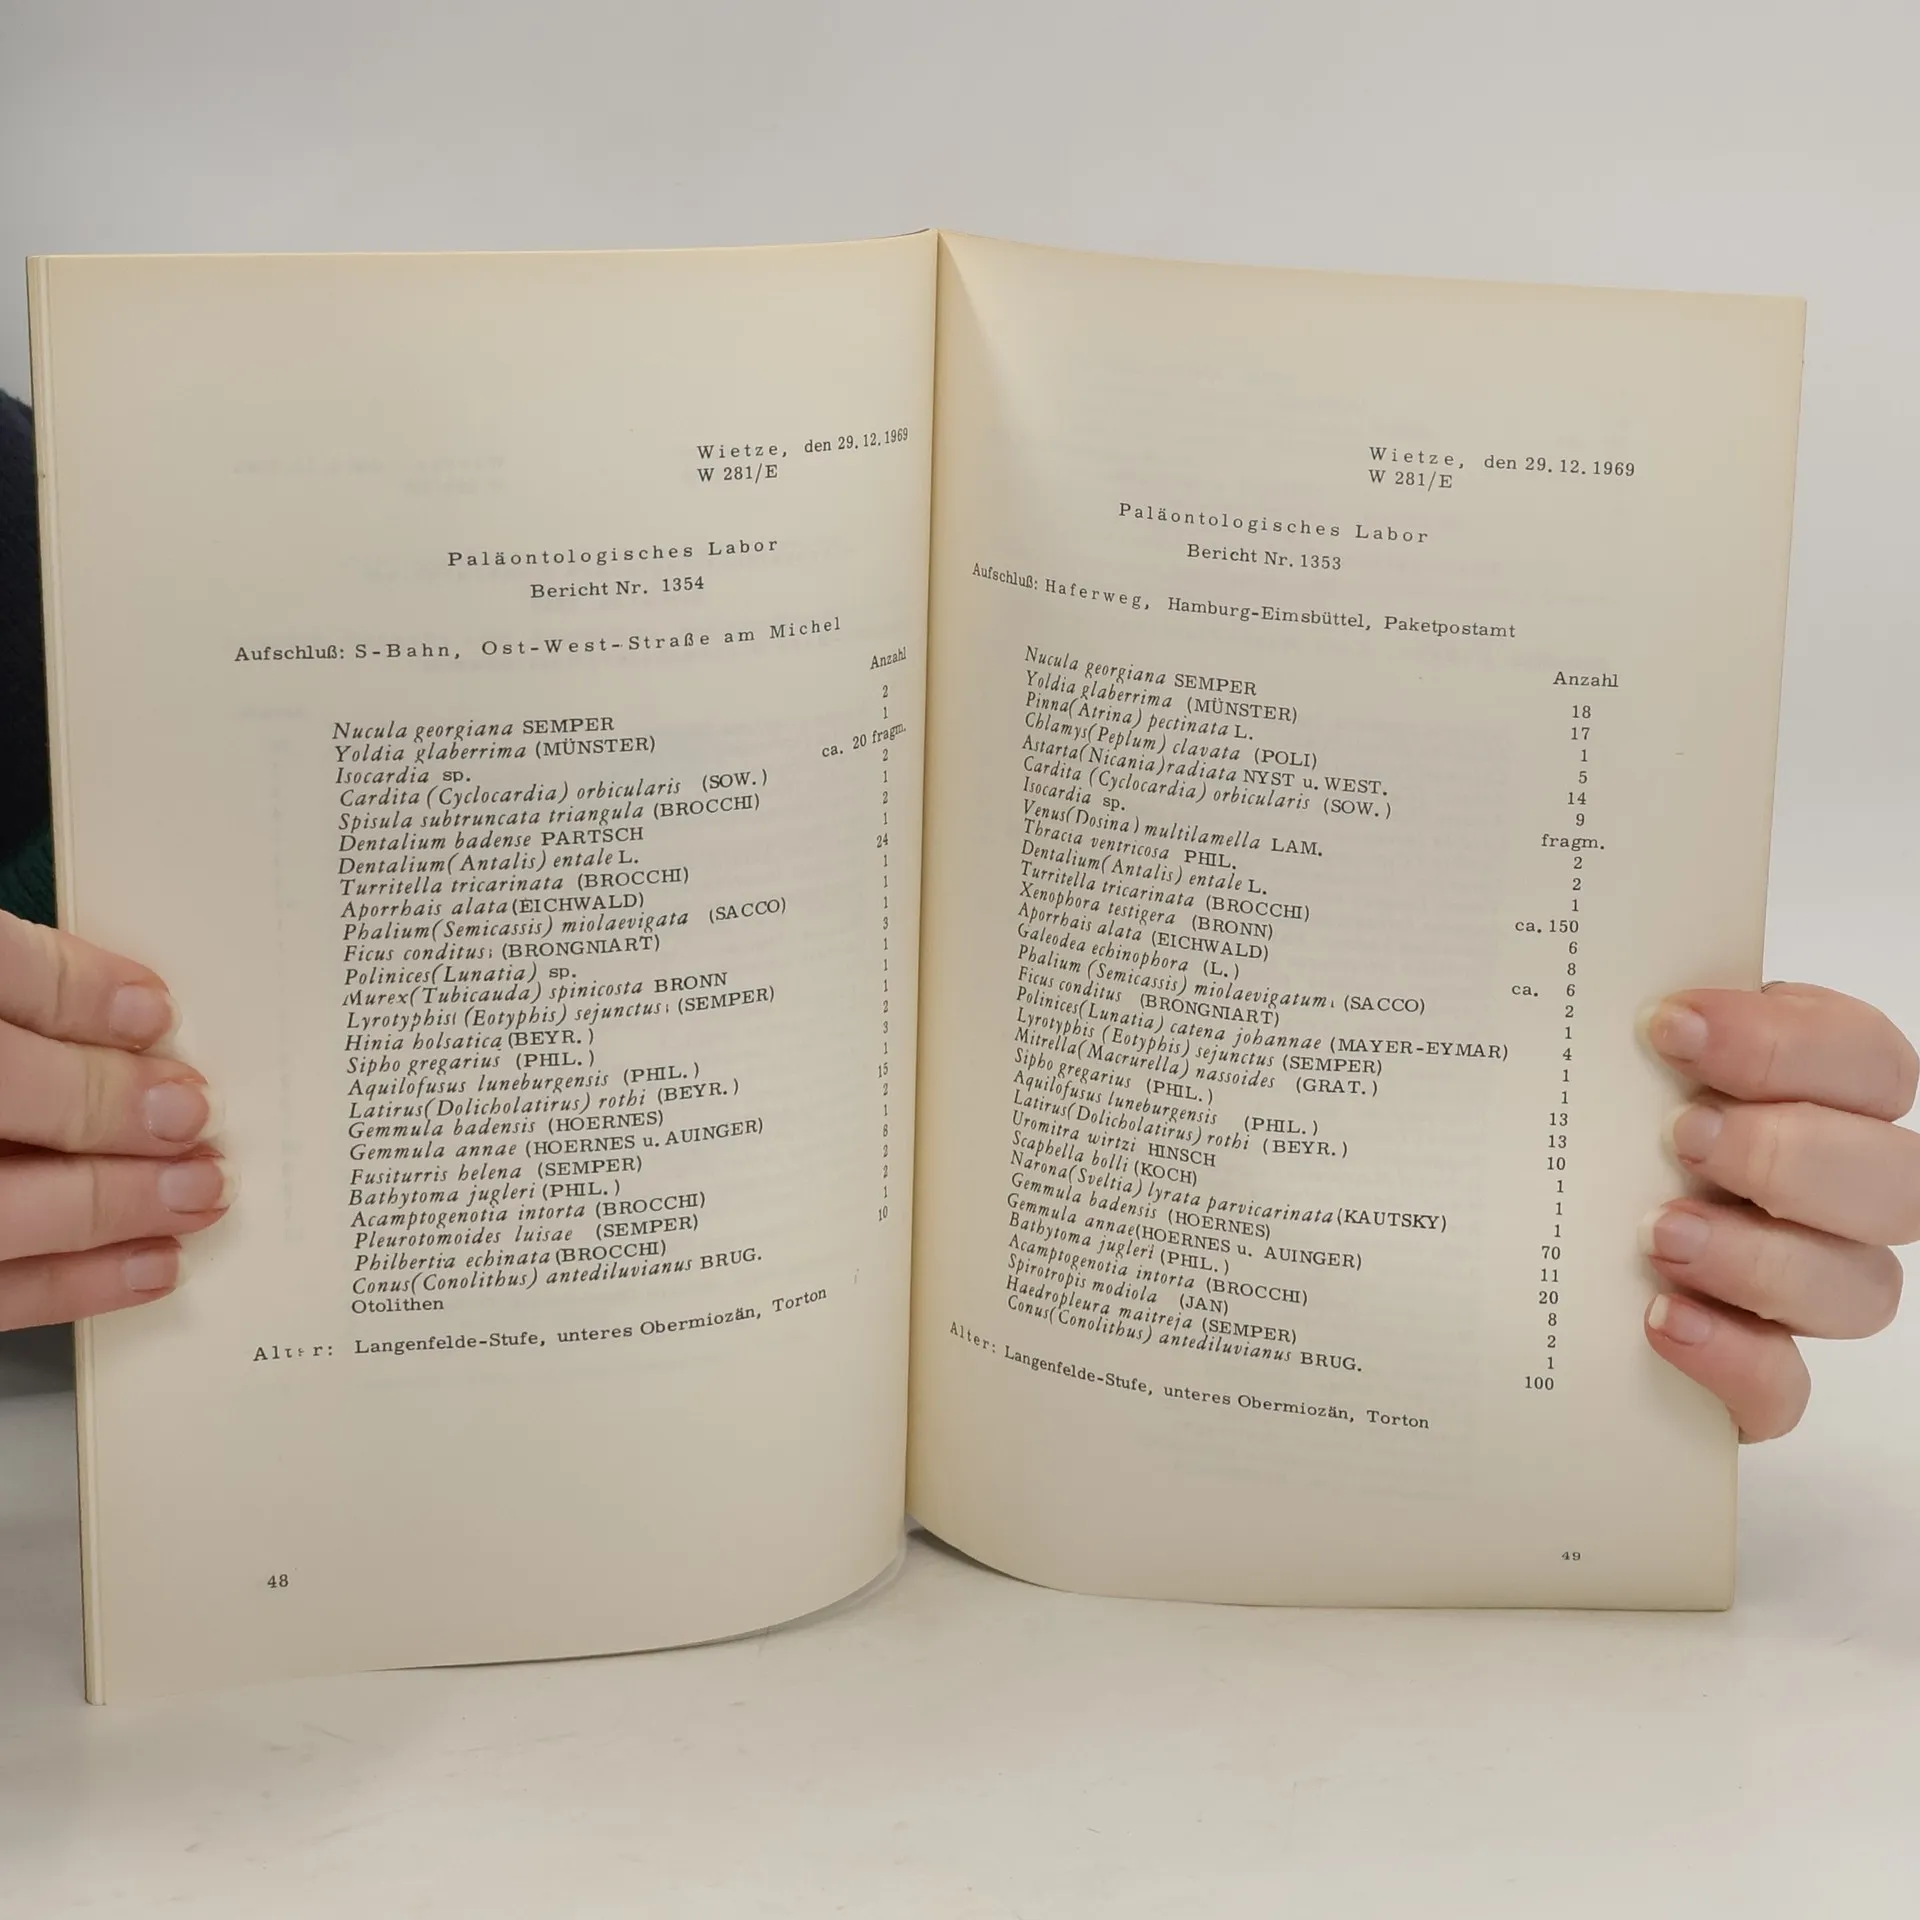 Wietze, den 29.12.1969
W 281/E
Paläontologisches Labor
Bericht Nr. 1354
Aufschluß: S-Bahn, Ost-West-Straße am Michel
Anzahl
Nucula georgiana SEMPER 2
Yoldia glaberrima (MÜNSTER) 1
Isocardia sp. ca. 20 fragm.
Cardita (Cyclocardia) orbicularis (SOW.) 2
Spisula subtruncata triangula (BROCCHI) 1
Dentalium badense PARTSCH 2
Dentalium(Antalis) entale L. 1
Turritella tricarinata (BROCCHI) 24
Aporrhais alata (EICHWALD) 1
Phalium(Semicassis) miolaevigata (SACCO) 1
Ficus conditus (BRONGNIART) 1
Polinices(Lunatia) sp. 3
Murex(Tubicauda) spinicosta BRONN 1
Lyrotyphis (Eotyphis) sejunctus (SEMPER) 1
Hinia holsatica (BEYR.) 1
Sipho gregarius (PHIL.) 2
Aquilofusus luneburgensis (PHIL.) 3
Latirus(Dolicholatirus) rothi (BEYR.) 1
Gemmula badensis (HOERNES) 15
Gemmula annae (HOERNES u. AUINGER) 2
Fusiturris helena (SEMPER) 1
Bathytoma jugleri (PHIL.) 8
Acamptogenotia intorta (BROCCHI) 2
Pleurotomoides luisae (SEMPER) 2
Philbertia echinata (BROCCHI) 1
Conus(Conolithus) antediluvianus BRUG. 10
Otolithen
Alter: Langenfelde-Stufe, unteres Obermiozän, Torton
48
Wietze, den 29.12.1969
W 281/E
Paläontologisches Labor
Bericht Nr. 1353
Aufschluß: Haferweg, Hamburg-Eimsbüttel, Paketpostamt
Anzahl
Nucula georgiana SEMPER 18
Yoldia glaberrima (MÜNSTER) 17
Pinna(Atrina) pectinata L. 1
Chlamys(Peplum) clavata (POLI) 5
Astarta(Nicania)radiata NYST u. WEST. 14
Cardita (Cyclocardia) orbicularis (SOW.) 9
Isocardia sp. fragm.
Venus(Dosina) multilamella LAM. 2
Thracia ventricosa PHIL. 2
Dentalium(Antalis) entale L. 1
Turritella tricarinata (BROCCHI) ca. 150
Xenophora testigera (BRONN) 6
Aporrhais alata (EICHWALD) 8
Galeodea echinophora (L.) ca. 6
Phalium (Semicassis) miolaevigatum (SACCO) 2
Ficus conditus (BRONGNIART) 1
Polinices(Lunatia) catena johannae (MAYER-EYMAR) 4
Lyrotyphis (Eotyphis) sejunctus (SEMPER) 1
Mitrella(Macrurella) nassoides (GRAT.) 1
Sipho gregarius (PHIL.) 13
Aquilofusus luneburgensis (PHIL.) 13
Latirus(Dolicholatirus) rothi (BEYR.) 10
Uromitra wirtzi HINSCH 1
Scaphella bolli (KOCH) 1
Narona(Sveltia) lyrata parvicarinata (KAUTSKY) 1
Gemmula badensis (HOERNES) 70
Gemmula annae(HOERNES u. AUINGER) 11
Bathytoma jugleri (PHIL.) 20
Acamptogenotia intorta (BROCCHI) 8
Spirotropis modiola (JAN) 2
Haedropleura maitreja (SEMPER) 1
Conus(Conolithus) antediluvianus BRUG. 100
Alter: Langenfelde-Stufe, unteres Obermiozän, Torton
49